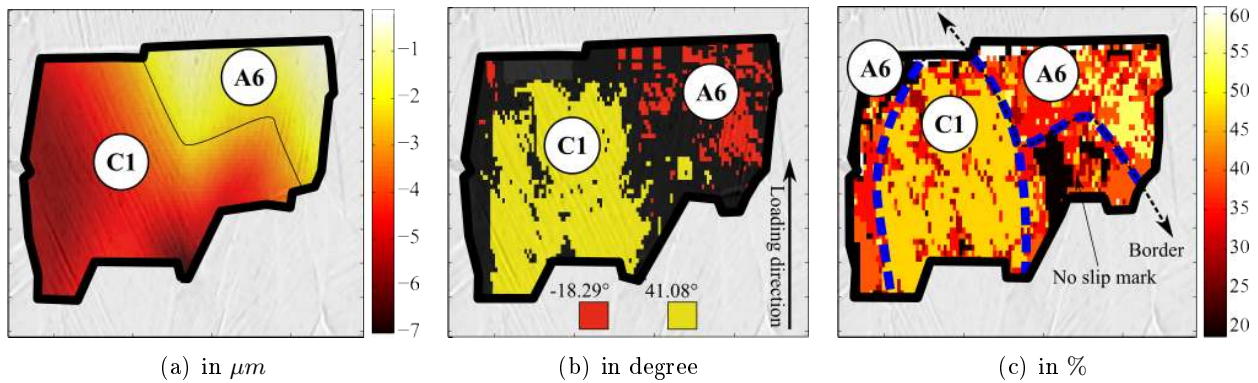 A6
C1
−1
−2
−3
−4
−5
−6
−7
C1
A6
Loading direction
-18.29°
41.08°
A6
A6
C1
Border
No slip mark
60
55
50
45
40
35
30
25
20
(a) in μm
(b) in degree
(c) in %